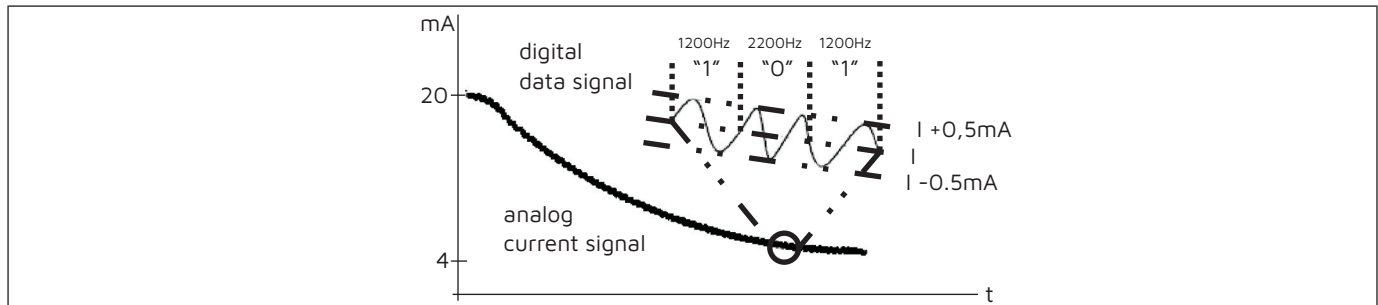 mA
digital
data signal
1200Hz 2200Hz 1200Hz
“1” “0” “1”
20
I +0,5mA
I
I -0.5mA
analog
current signal
4
t